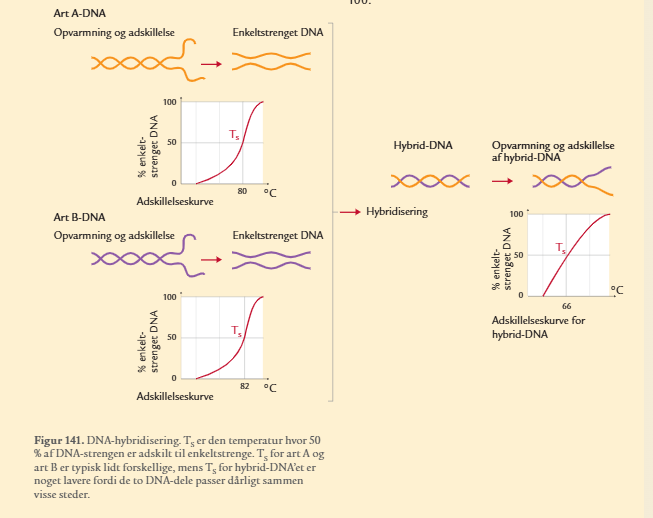 100.
Art A-DNA
Opvarmning og adskillelse
Enkeltstrenget DNA
% enkelt-
strenget DNA
100
50
0
Ts
80
°C
Adskillelseskurve
Art B-DNA
Opvarmning og adskillelse
Enkeltstrenget DNA
% enkelt-
strenget DNA
100
50
0
Ts
82
°C
Adskillelseskurve
Hybridisering
Hybrid-DNA
Opvarmning og adskillelse
af hybrid-DNA
% enkelt-
strenget DNA
100
50
0
Ts
66
°C
Adskillelseskurve for
hybrid-DNA
Figur 141. DNA-hybridisering. Ts er den temperatur hvor 50
% af DNA-strengen er adskilt til enkeltstrenge. Ts for art A og
art B er typisk lidt forskellige, mens Ts for hybrid-DNA'et er
noget lavere fordi de to DNA-dele passer dårligt sammen
visse steder.